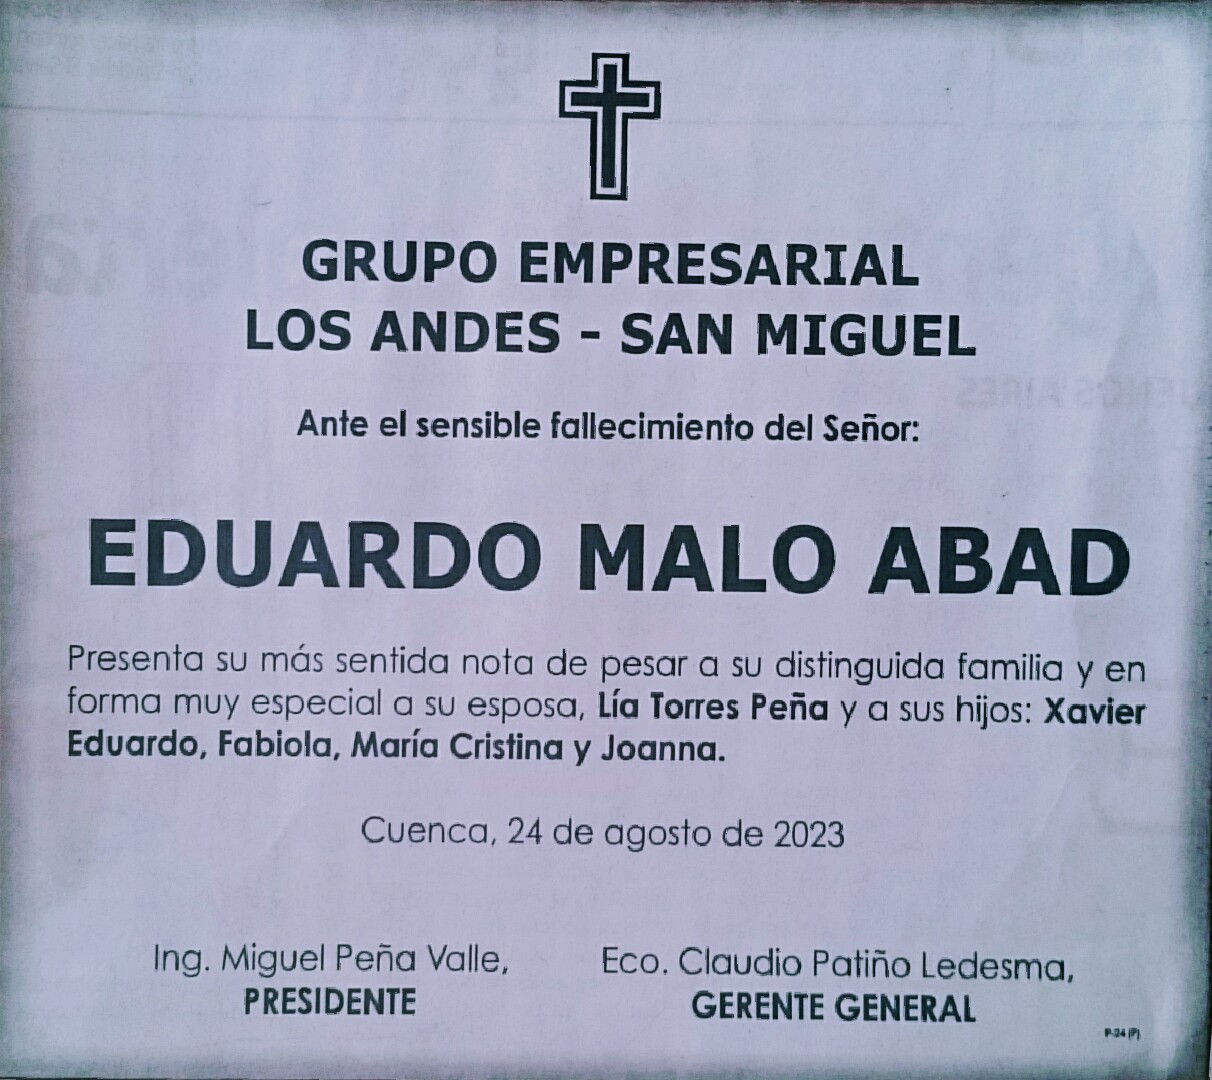 GRUPO EMPRESARIAL
LOS ANDES - SAN MIGUEL
Ante el sensible fallecimiento del Señor:
EDUARDO MALO ABAD
Presenta su más sentida nota de pesar a su distinguida familia y en
forma muy especial a su esposa, Lía Torres Peña y a sus hijos: Xavier
Eduardo, Fabiola, María Cristina y Joanna.
Cuenca, 24 de agosto de 2023
Ing. Miguel Peña Valle,
PRESIDENTE
Eco. Claudio Patiño Ledesma,
GERENTE GENERAL
P-24 (P)